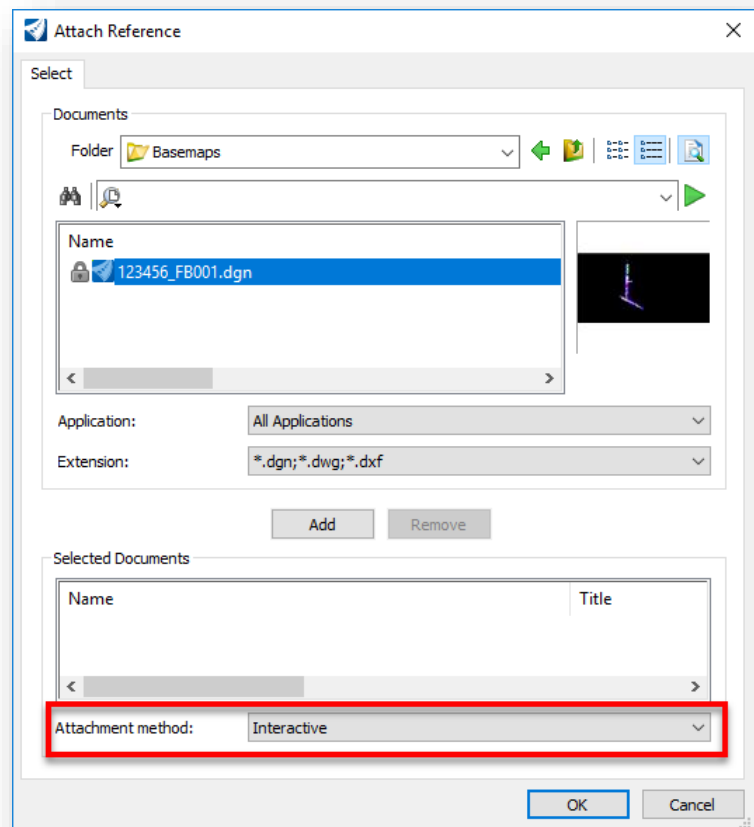 Attach Reference
Select
Documents
Folder Basemaps
Name
123456_FB001.dgn
Application: All Applications
Extension: *.dgn;*.dwg;*.dxf
Add Remove
Selected Documents
Name Title
Attachment method: Interactive
OK Cancel